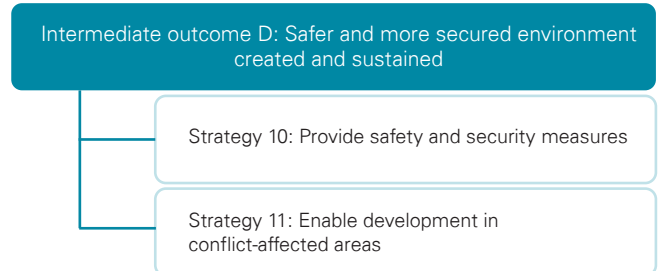 Intermediate outcome D: Safer and more secured environment
created and sustained
Strategy 10: Provide safety and security measures
Strategy 11: Enable development in
conflict-affected areas